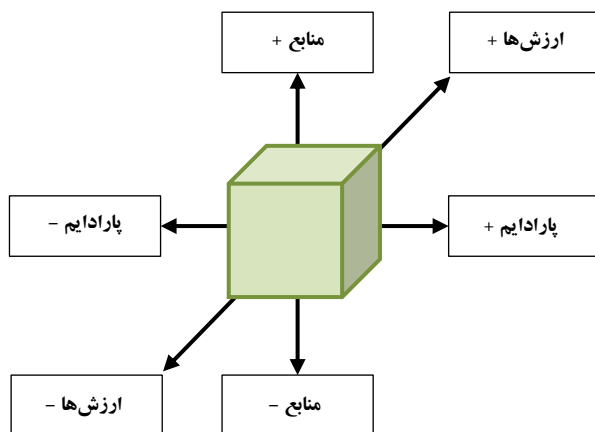 ارزش‌ها +
منابع +
پارادایم +
پارادایم –
منابع –
ارزش‌ها –